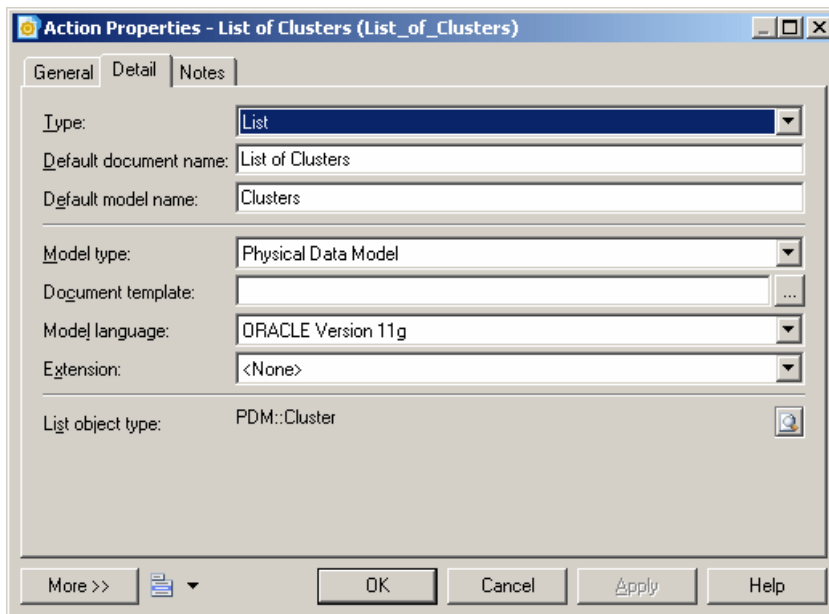 Action Properties - List of Clusters (List_of_Clusters)
General Detail Notes
Type: List
Default document name: List of Clusters
Default model name: Clusters
Model type: Physical Data Model
Document template: ...
Model language: ORACLE Version 11g
Extension: <None>
List object type: PDM::Cluster
More >> OK Cancel Apply Help